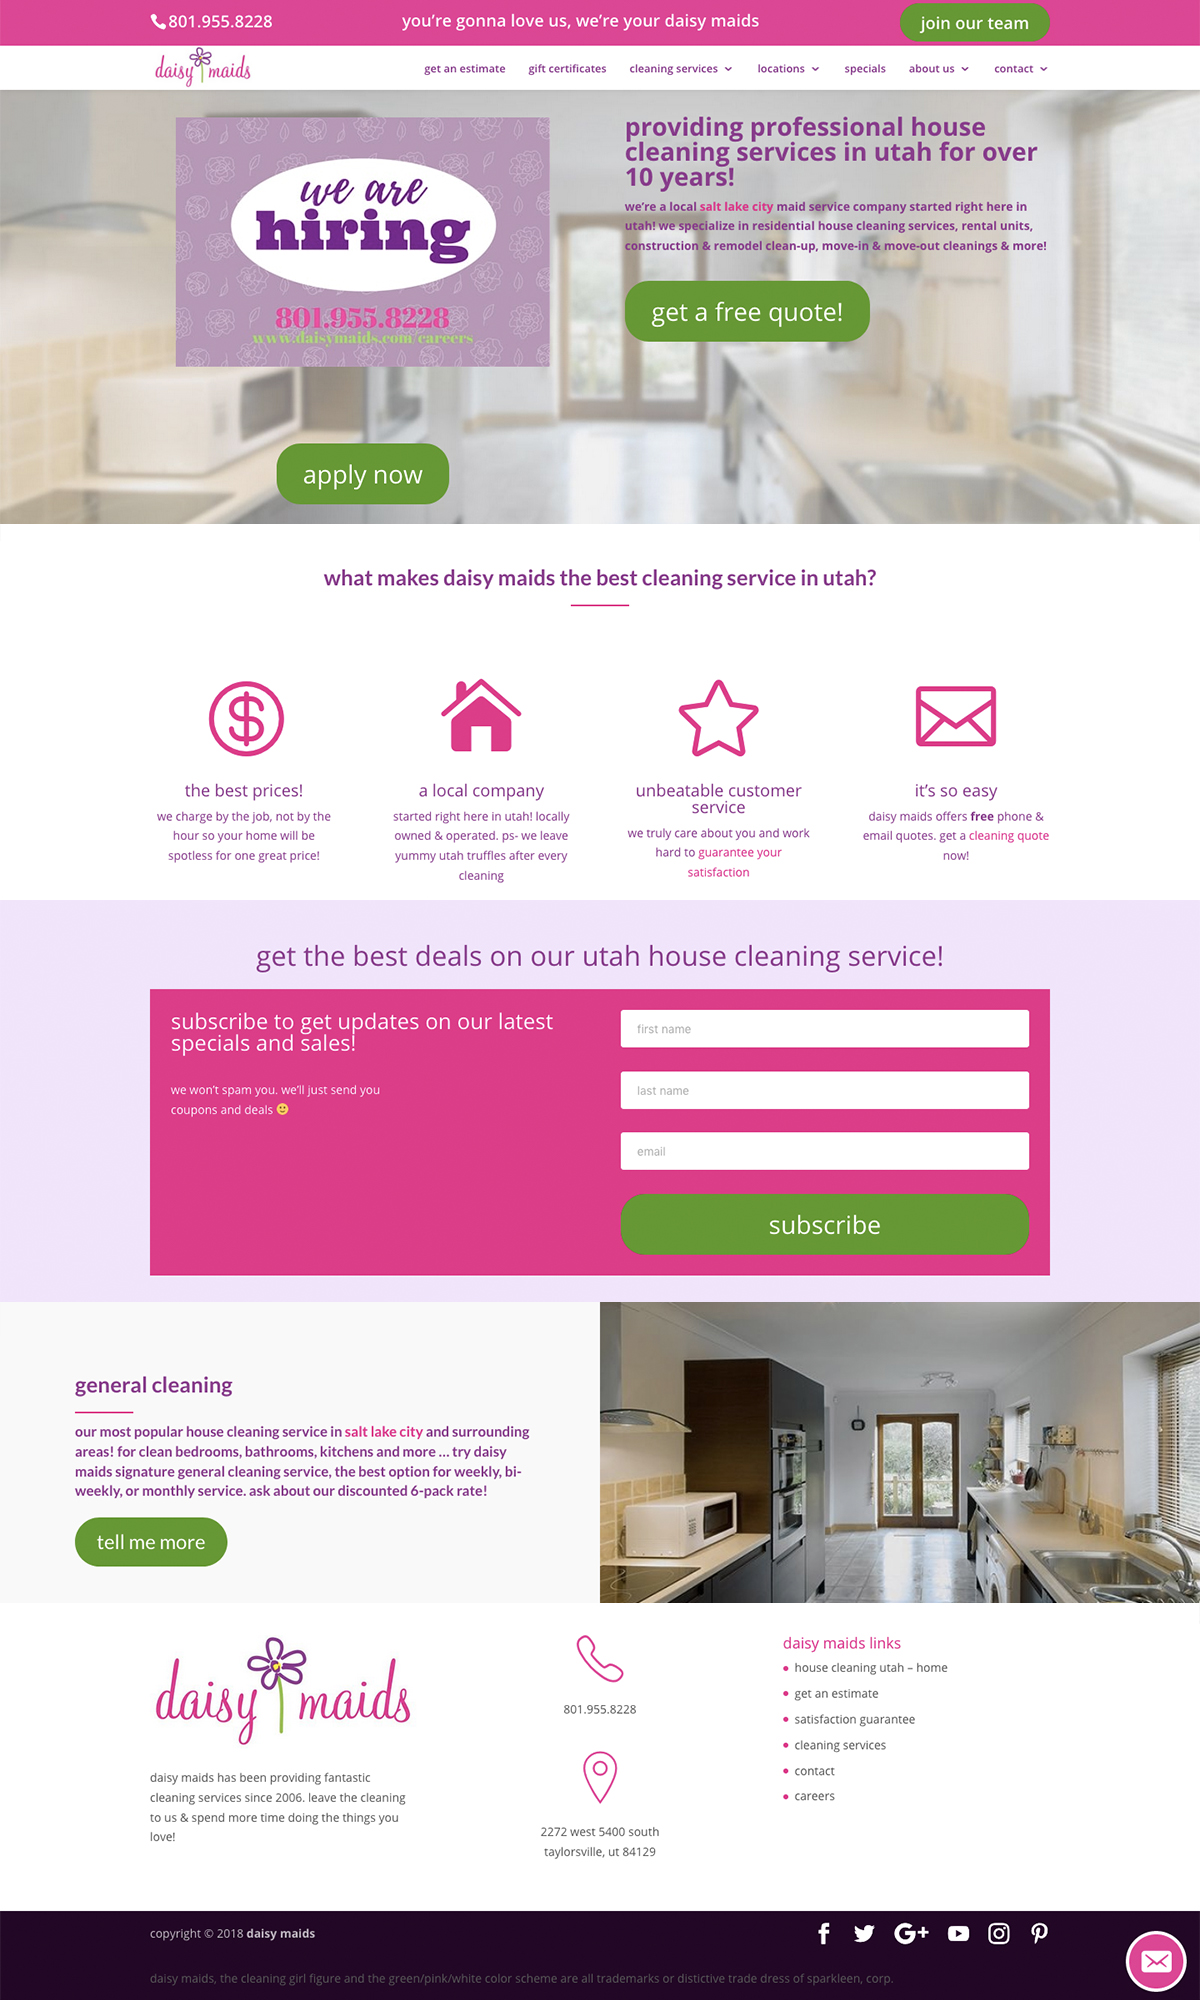 801.955.8228
you're gonna love us, we're your daisy maids
join our team
daisy maids
get an estimate
gift certificates
cleaning services
locations
specials
about us
contact
we are
hiring
801.955.8228
www.daisymaids.com/careers
apply now
providing professional house
cleaning services in utah for over
10 years!
we're a local salt lake city maid service company started right here in
utah! we specialize in residential house cleaning services, rental units,
construction & remodel clean-up, move-in & move-out cleanings & more!
get a free quote!
what makes daisy maids the best cleaning service in utah?
the best prices!
we charge by the job, not by the
hour so your home will be
spotless for one great price!
a local company
started right here in utah! locally
owned & operated. ps- we leave
yummy utah truffles after every
cleaning
unbeatable customer
service
we truly care about you and work
hard to guarantee your
satisfaction
it's so easy
daisy maids offers free phone &
email quotes. get a cleaning quote
now!
get the best deals on our utah house cleaning service!
subscribe to get updates on our latest
specials and sales!
we won't spam you. we'll just send you
coupons and deals 🙂
first name
last name
email
subscribe
general cleaning
our most popular house cleaning service in salt lake city and surrounding
areas! for clean bedrooms, bathrooms, kitchens and more ... try daisy
maids signature general cleaning service, the best option for weekly, bi-
weekly, or monthly service. ask about our discounted 6-pack rate!
tell me more
daisy maids
daisy maids has been providing fantastic
cleaning services since 2006. leave the cleaning
to us & spend more time doing the things you
love!
801.955.8228
2272 west 5400 south
taylorsville, ut 84129
daisy maids links
house cleaning utah – home
get an estimate
satisfaction guarantee
cleaning services
contact
careers
copyright © 2018 daisy maids
daisy maids, the cleaning girl figure and the green/pink/white color scheme are all trademarks or distictive trade dress of sparkleen, corp.